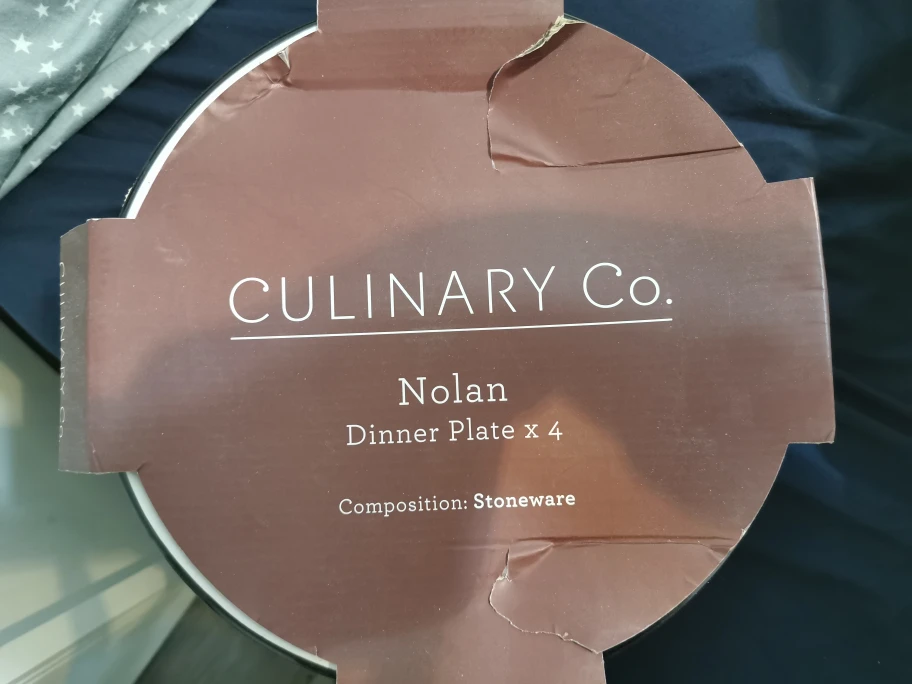 CULINARY Co.
Nolan
Dinner Plate x 4
Composition: Stoneware